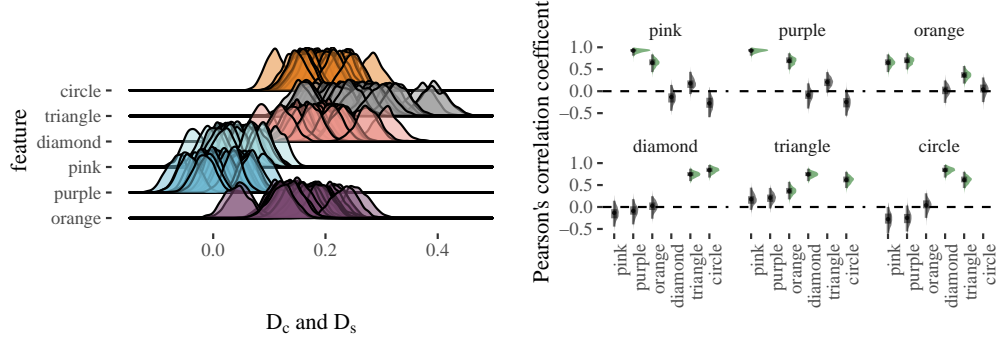 feature
circle
triangle
diamond
pink
purple
orange
0.0 0.2 0.4
D_c and D_s
Pearson's correlation coefficent
pink purple orange
1.0
0.5
0.0
−0.5
diamond triangle circle
1.0
0.5
0.0
−0.5
pink purple orange diamond triangle circle
pink purple orange diamond triangle circle
pink purple orange diamond triangle circle